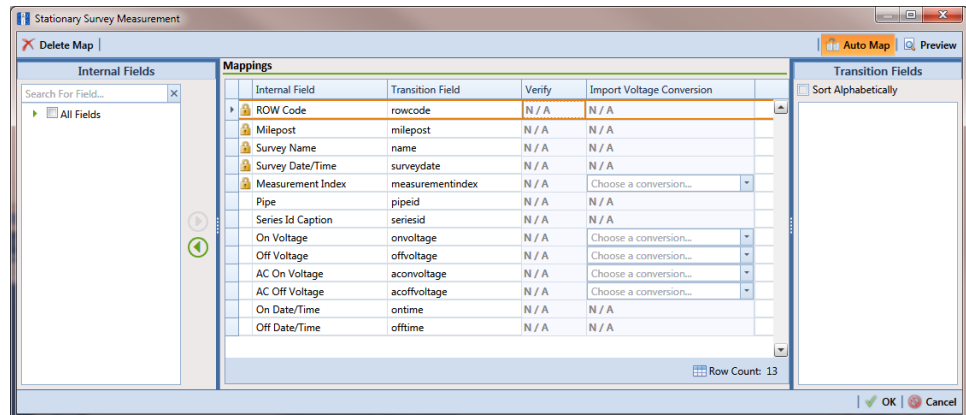 Stationary Survey Measurement
Delete Map
Auto Map
Preview
Internal Fields
Mappings
Transition Fields
Search For Field...
All Fields
Sort Alphabetically
Internal Field Transition Field Verify Import Voltage Conversion
ROW Code rowcode N / A N / A
Milepost milepost N / A N / A
Survey Name name N / A N / A
Survey Date/Time surveydate N / A N / A
Measurement Index measurementindex N / A Choose a conversion...
Pipe pipeid N / A N / A
Series Id Caption seriesid N / A N / A
On Voltage onvoltage N / A Choose a conversion...
Off Voltage offvoltage N / A Choose a conversion...
AC On Voltage aconvoltage N / A Choose a conversion...
AC Off Voltage acoffvoltage N / A Choose a conversion...
On Date/Time ontime N / A N / A
Off Date/Time offtime N / A N / A
Row Count: 13
OK Cancel